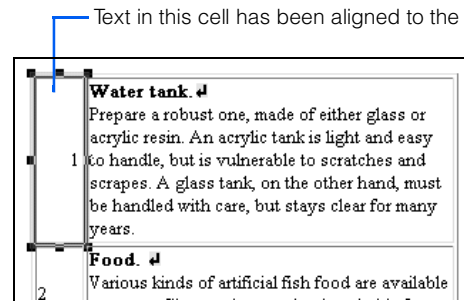 Text in this cell has been aligned to the
Water tank.↵
Prepare a robust one, made of either glass or
acrylic resin. An acrylic tank is light and easy
1 to handle, but is vulnerable to scratches and
scrapes. A glass tank, on the other hand, must
be handled with care, but stays clear for many
years.
Food. ↵
2 Various kinds of artificial fish food are available